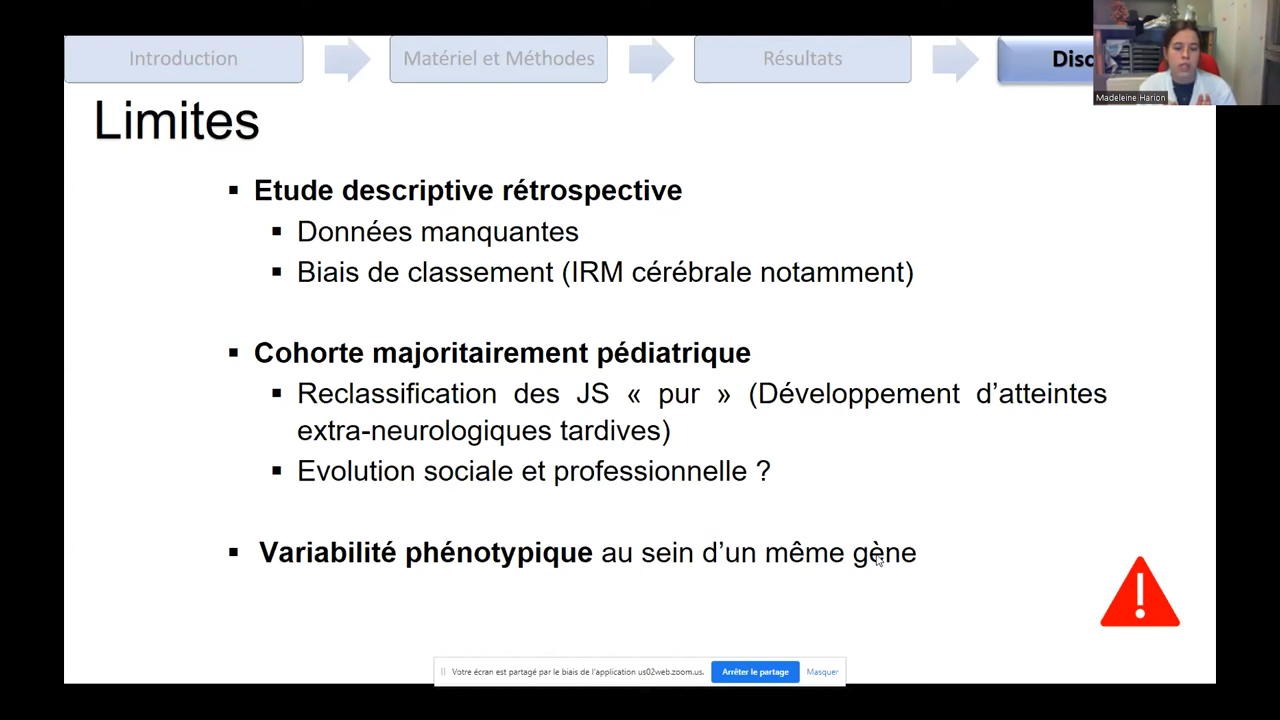 Introduction
Matériel et Méthodes
Résultats
Disc
Madeleine Harion
Limites
▪ Etude descriptive rétrospective
▪ Données manquantes
▪ Biais de classement (IRM cérébrale notamment)
▪ Cohorte majoritairement pédiatrique
▪ Reclassification des JS « pur » (Développement d’atteintes
extra-neurologiques tardives)
▪ Evolution sociale et professionnelle ?
▪ Variabilité phénotypique au sein d’un même gène
Votre écran est partagé par le biais de l'application us02web.zoom.us.
Arrêter le partage
Masquer